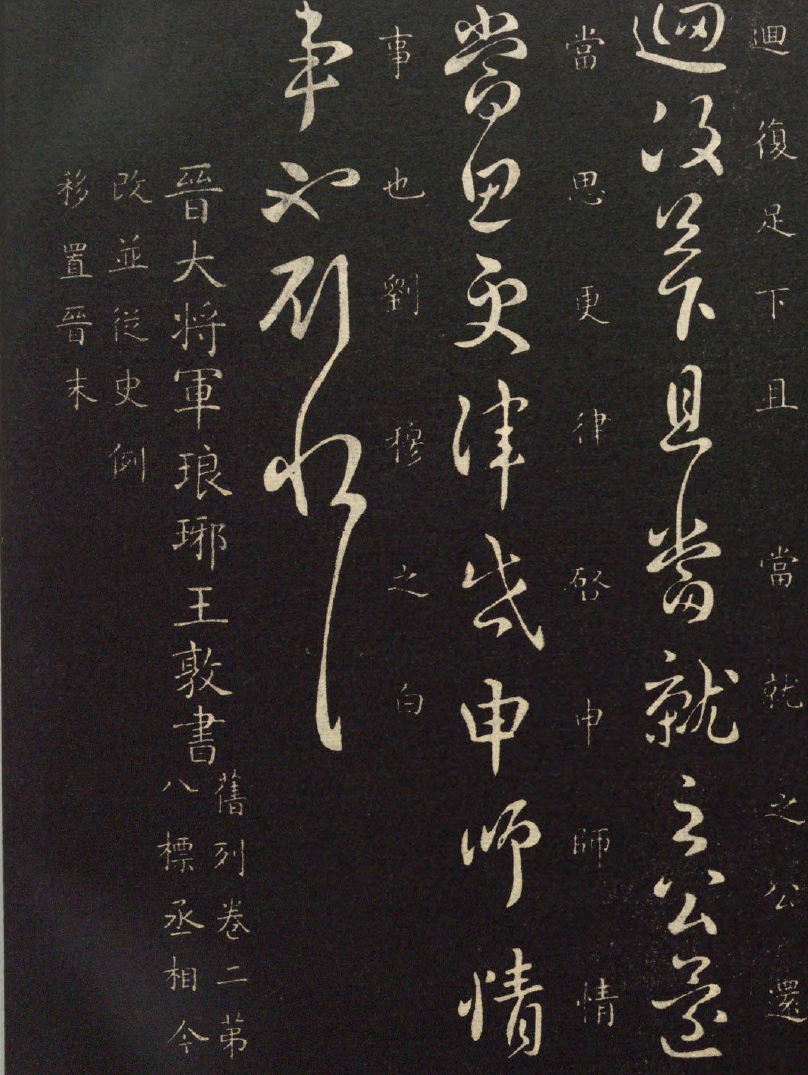 迴復足下且當就之公還
迴復足下且當就之公還
當思更律啓申師情
當思更律啓申師情
事也劉穆之白
事也劉穆之白
晉大将軍琅琊王敦書
舊列卷二第
八標丞相今
改並從史例
移置晉末